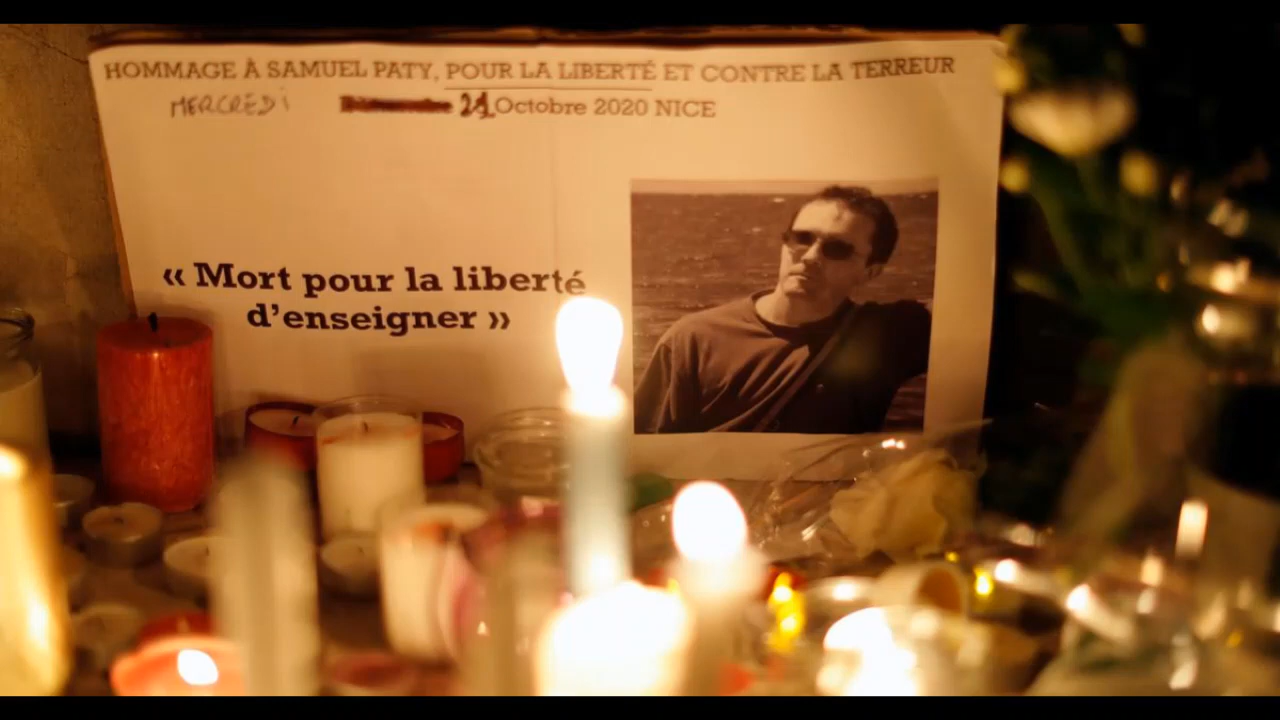 HOMMAGE À SAMUEL PATY, POUR LA LIBERTÉ ET CONTRE LA TERREUR
MERCREDI 21 Octobre 2020 NICE
« Mort pour la liberté
d’enseigner »